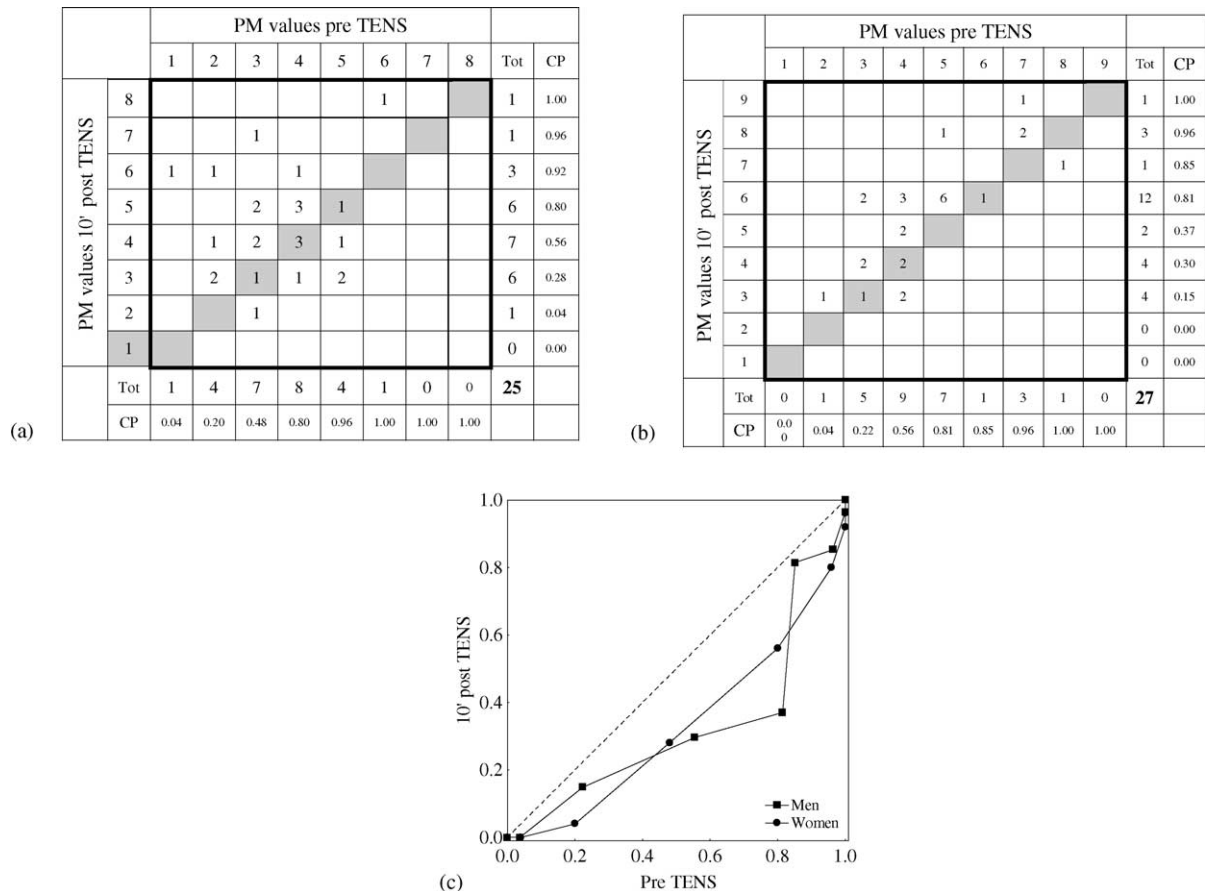 PM values pre TENS
1 2 3 4 5 6 7 8 Tot CP
PM values 10' post TENS
8 1 1 1.00
7 1 1 0.96
6 1 1 1 3 0.92
5 2 3 1 6 0.80
4 1 2 3 1 7 0.56
3 2 1 1 2 6 0.28
2 1 1 0.04
1 0 0.00
Tot 1 4 7 8 4 1 0 0 25
CP 0.04 0.20 0.48 0.80 0.96 1.00 1.00 1.00
(a)
PM values pre TENS
1 2 3 4 5 6 7 8 9 Tot CP
PM values 10' post TENS
9 1 1 1.00
8 1 2 3 0.96
7 1 1 0.85
6 2 3 6 1 12 0.81
5 2 2 0.37
4 2 2 4 0.30
3 1 1 2 4 0.15
2 0 0.00
1 0 0.00
Tot 0 1 5 9 7 1 3 1 0 27
CP 0.0
0 0.04 0.22 0.56 0.81 0.85 0.96 1.00 1.00
(b)
1.0
0.8
0.6
0.4
0.2
0.0
10' post TENS
Men
Women
0.0 0.2 0.4 0.6 0.8 1.0
Pre TENS
(c)